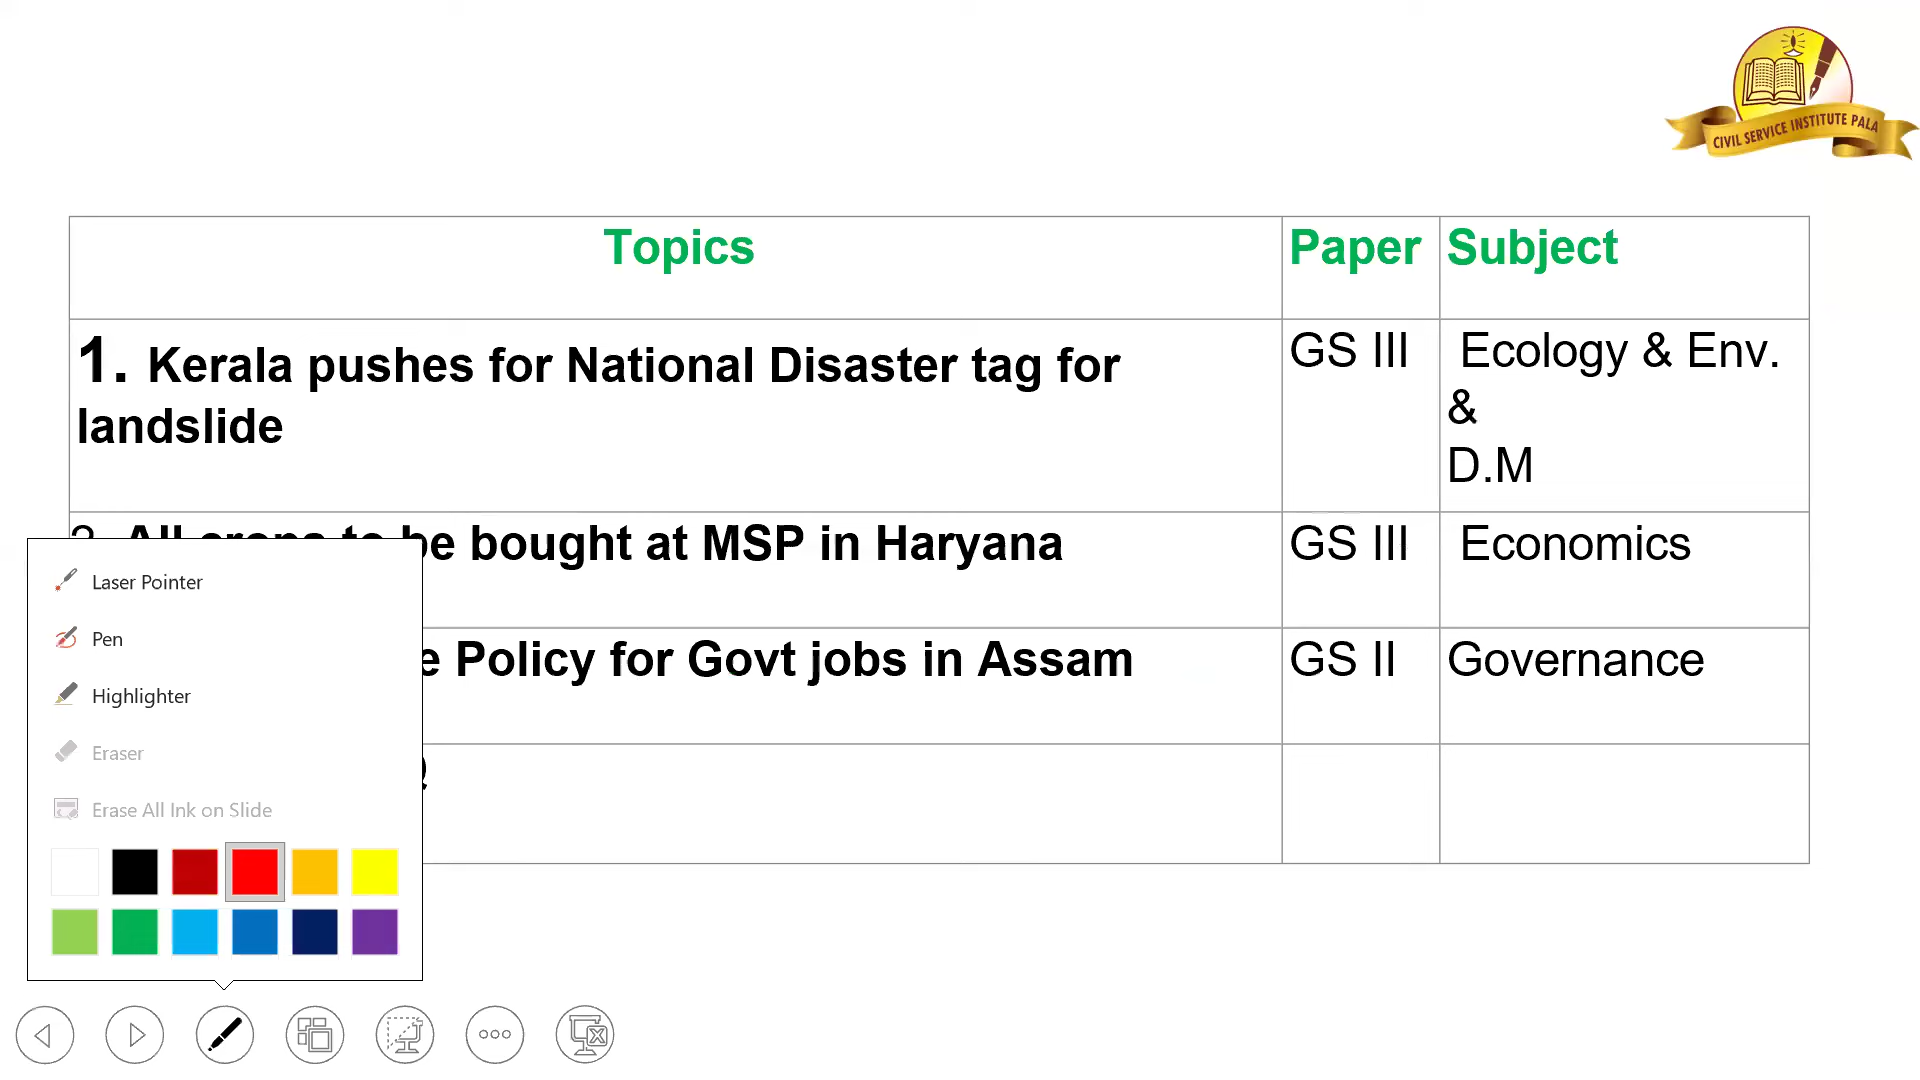 CIVIL SERVICE INSTITUTE PALA
Topics Paper Subject
1. Kerala pushes for National Disaster tag for GS III Ecology & Env.
landslide &
D.M
be bought at MSP in Haryana GS III Economics
Policy for Govt jobs in Assam GS II Governance
Laser Pointer
Pen
Highlighter
Eraser
Erase All Ink on Slide